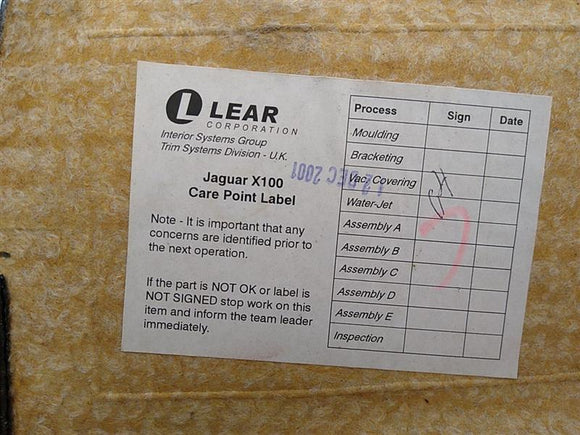 LEAR
CORPORATION
Interior Systems Group
Trim Systems Division - U.K.
Jaguar X100
Care Point Label
Note - It is important that any
concerns are identified prior to
the next operation.
If the part is NOT OK or label is
NOT SIGNED stop work on this
item and inform the team leader
immediately.
Process Sign Date
Moulding
Bracketing
Vac. Covering
12 DEC 2001
Water-Jet
Assembly A
Assembly B
Assembly C
Assembly D
Assembly E
Inspection